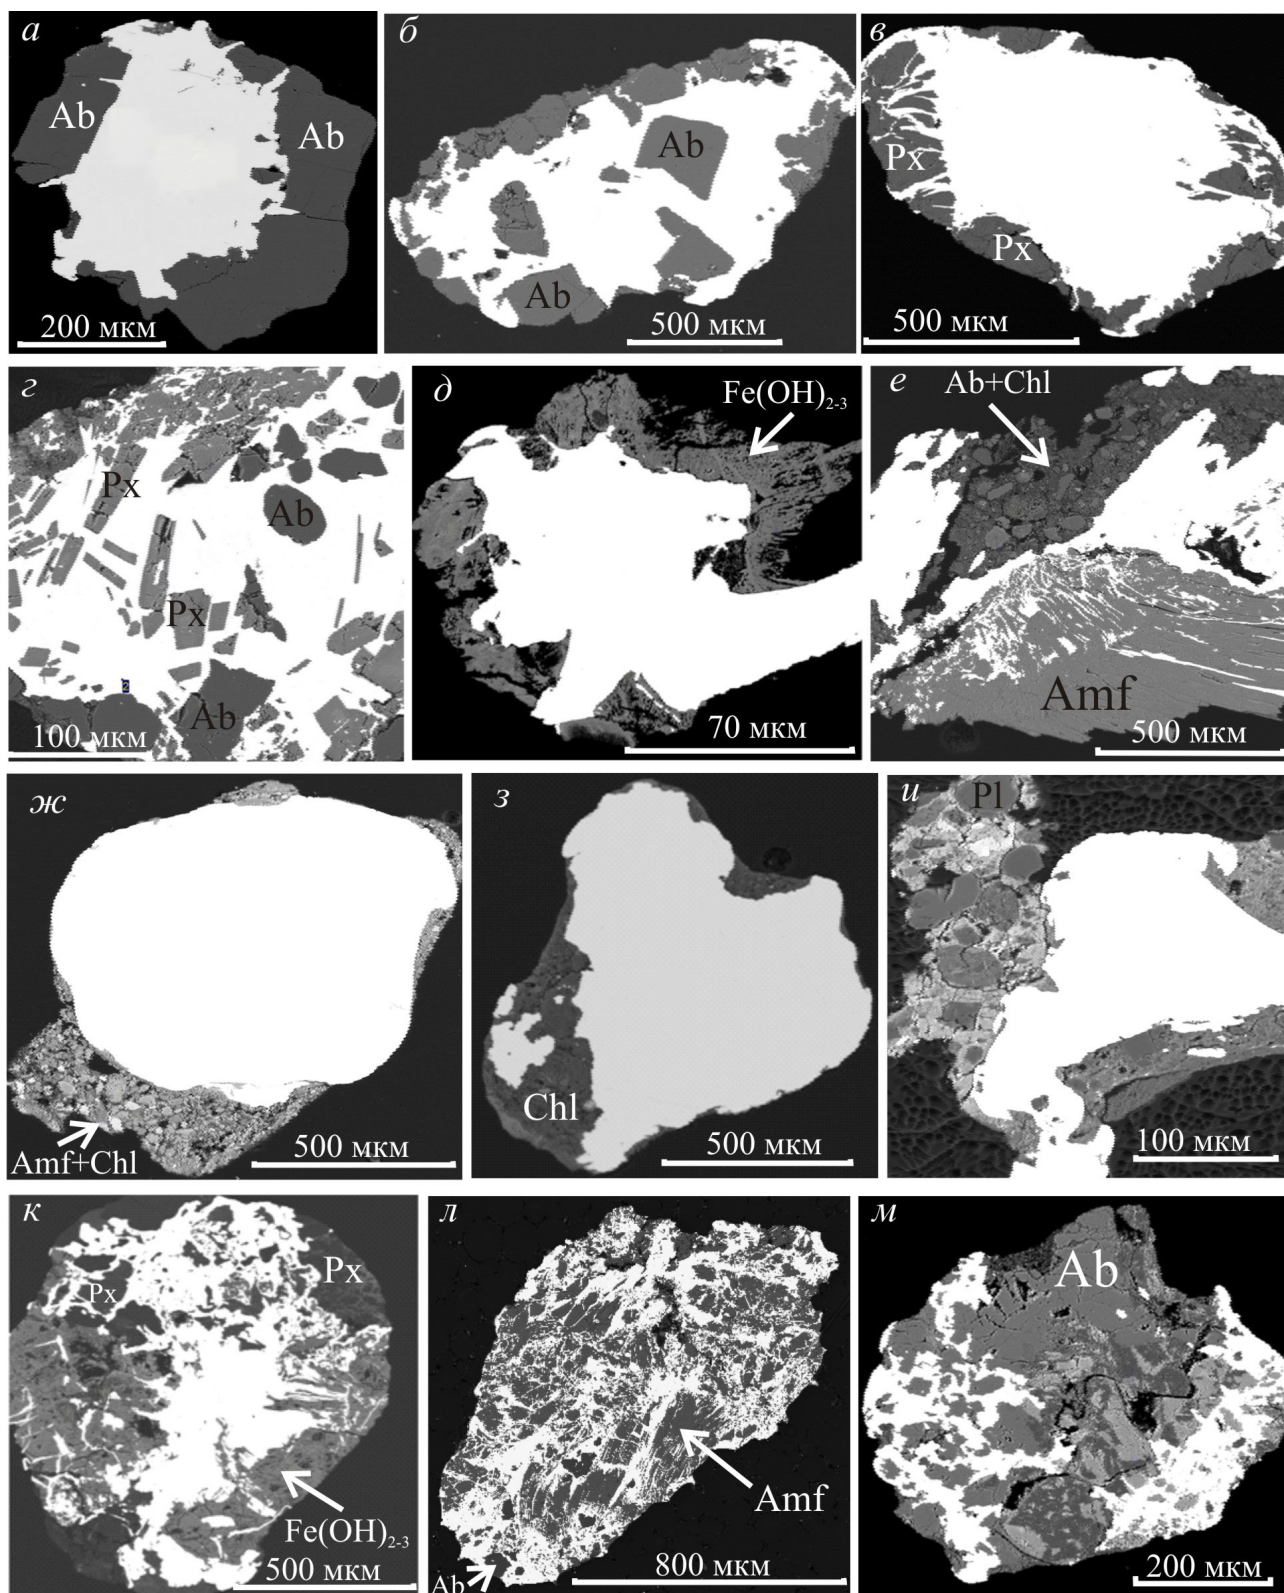 а
Ab
Ab
200 мкм
б
Ab
Ab
500 мкм
в
Px
Px
500 мкм
г
Px
Ab
Px
2
Ab
100 мкм
д
Fe(OH)₂₋₃
70 мкм
е
Ab+Chl
Amf
500 мкм
ж
Amf+Chl
500 мкм
з
Chl
500 мкм
и
Pl
100 мкм
к
Px
Px
Fe(OH)₂₋₃
500 мкм
л
Amf
Ab
800 мкм
м
Ab
200 мкм